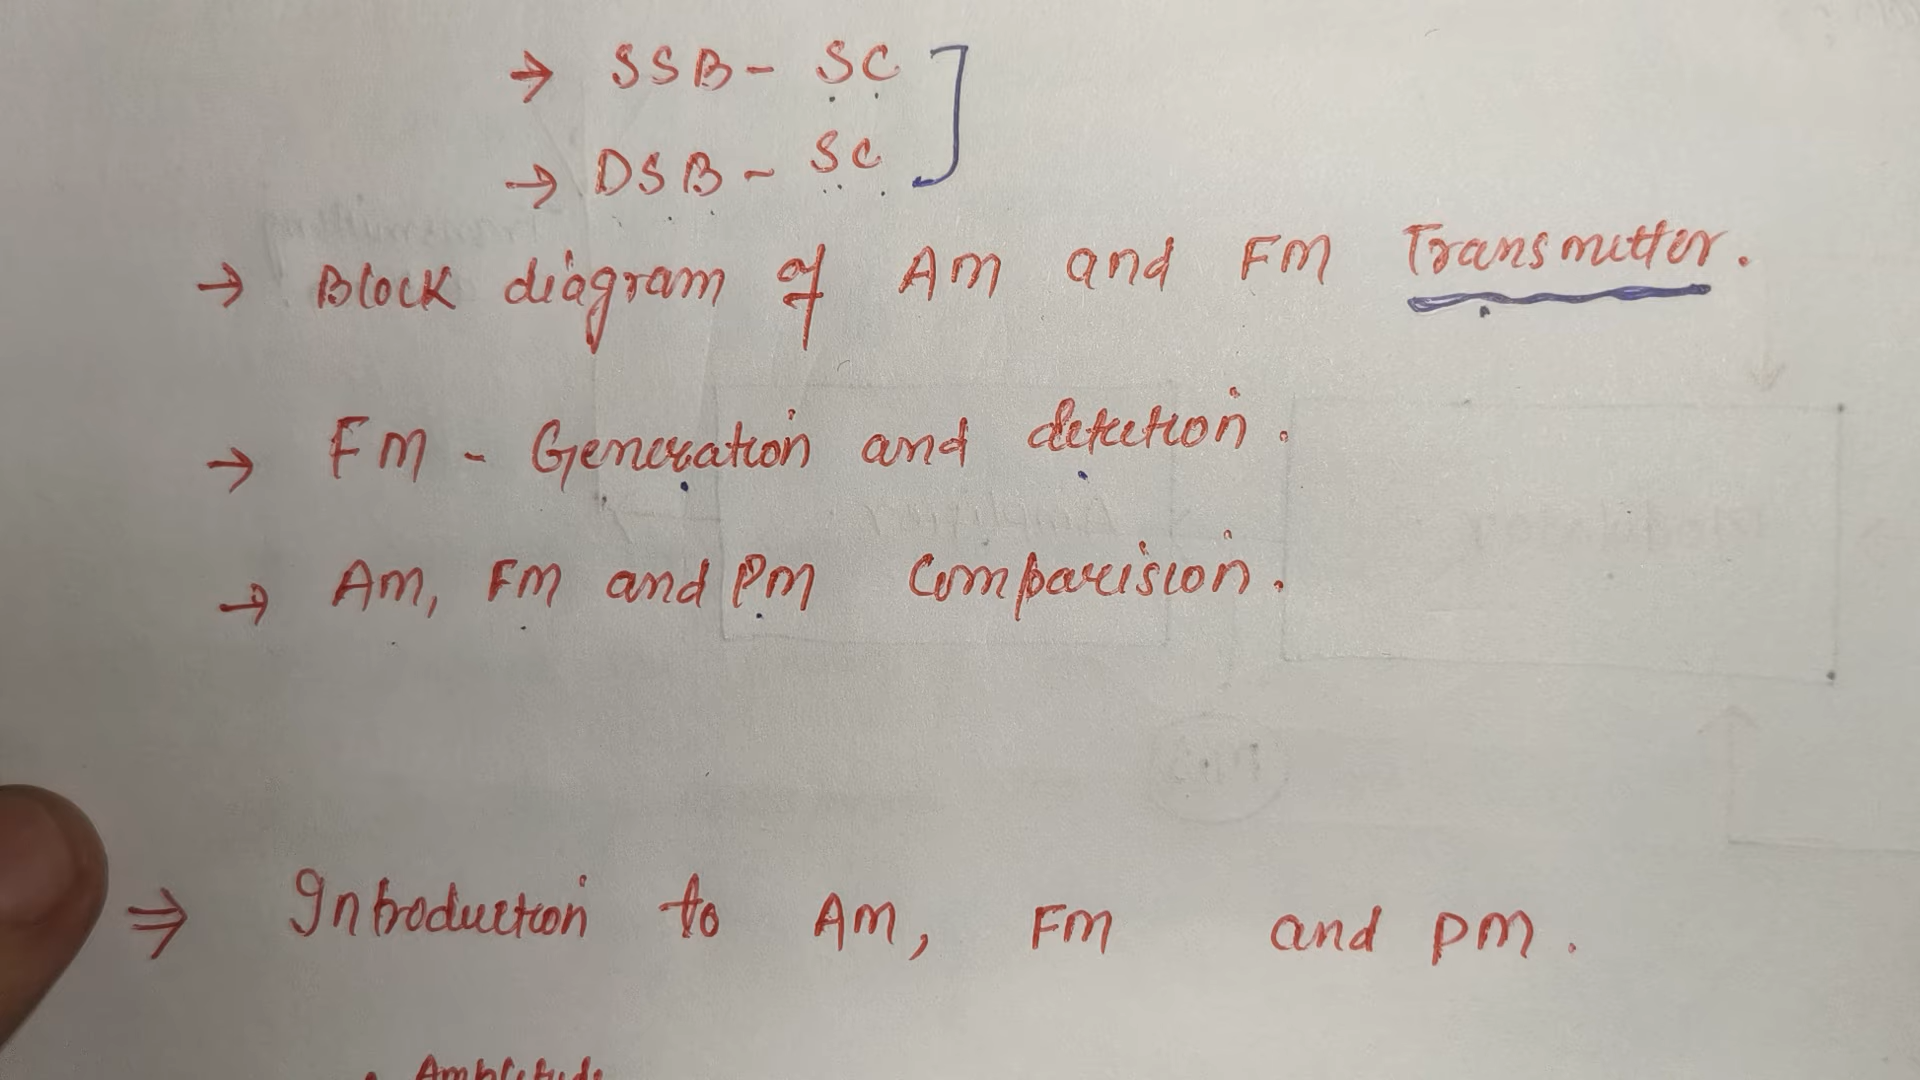 → SSB - SC
→ DSB - SC
→ Block diagram of AM and FM Transmitter.
→ FM - Generation and detection.
→ AM, FM and PM Comparision.
⇒ Introduction to AM, FM and PM.
• Amplitude